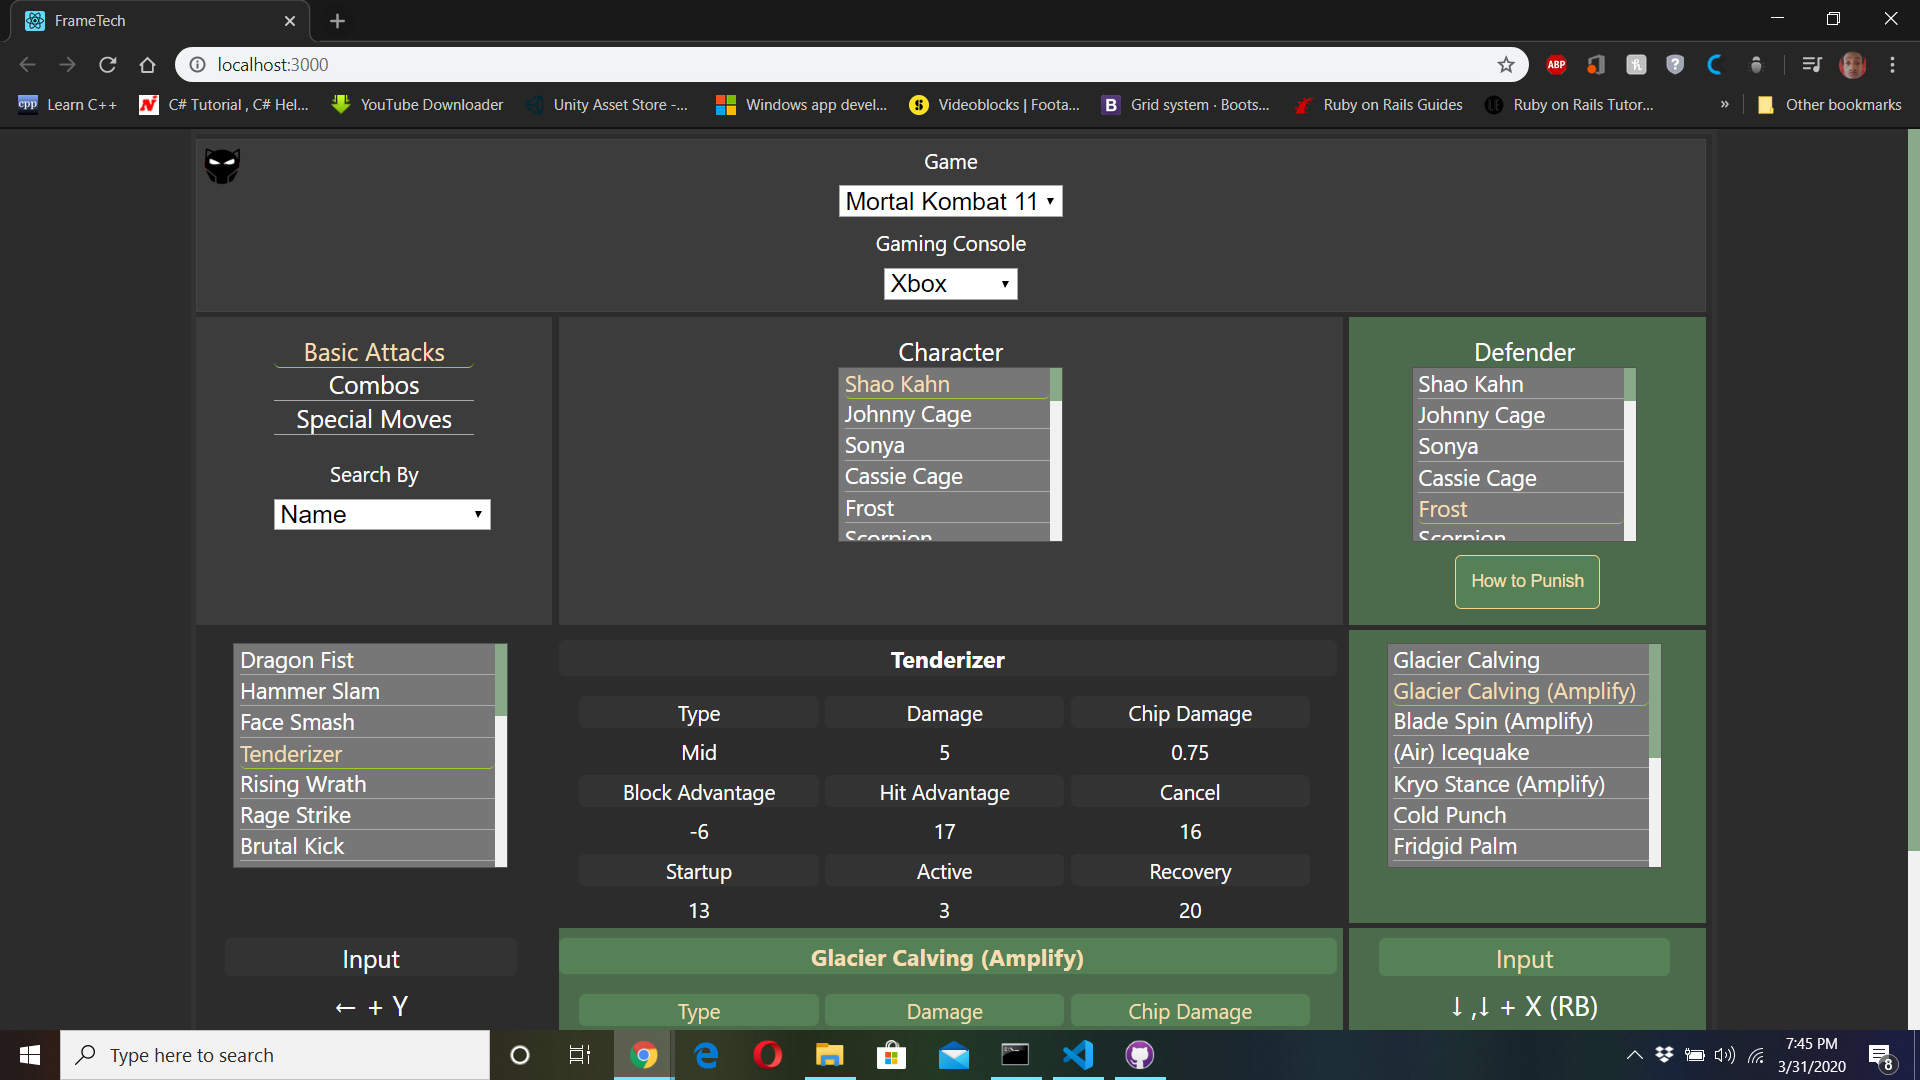 FrameTech
localhost:3000
Learn C++
C# Tutorial , C# Hel...
YouTube Downloader
Unity Asset Store -...
Windows app devel...
Videoblocks | Foota...
Grid system · Boots...
Ruby on Rails Guides
Ruby on Rails Tutor...
»
Other bookmarks
Game
Mortal Kombat 11
Gaming Console
Xbox
Basic Attacks
Combos
Special Moves
Search By
Name
Character
Shao Kahn
Johnny Cage
Sonya
Cassie Cage
Frost
Scorpion
Defender
Shao Kahn
Johnny Cage
Sonya
Cassie Cage
Frost
Scorpion
How to Punish
Dragon Fist
Hammer Slam
Face Smash
Tenderizer
Rising Wrath
Rage Strike
Brutal Kick
Tenderizer
Type Damage Chip Damage
Mid 5 0.75
Block Advantage Hit Advantage Cancel
-6 17 16
Startup Active Recovery
13 3 20
Glacier Calving
Glacier Calving (Amplify)
Blade Spin (Amplify)
(Air) Icequake
Kryo Stance (Amplify)
Cold Punch
Fridgid Palm
Input
← + Y
Glacier Calving (Amplify)
Type Damage Chip Damage
Input
↓ ,↓ + X (RB)
Type here to search
7:45 PM
3/31/2020
8
ABP
cpp